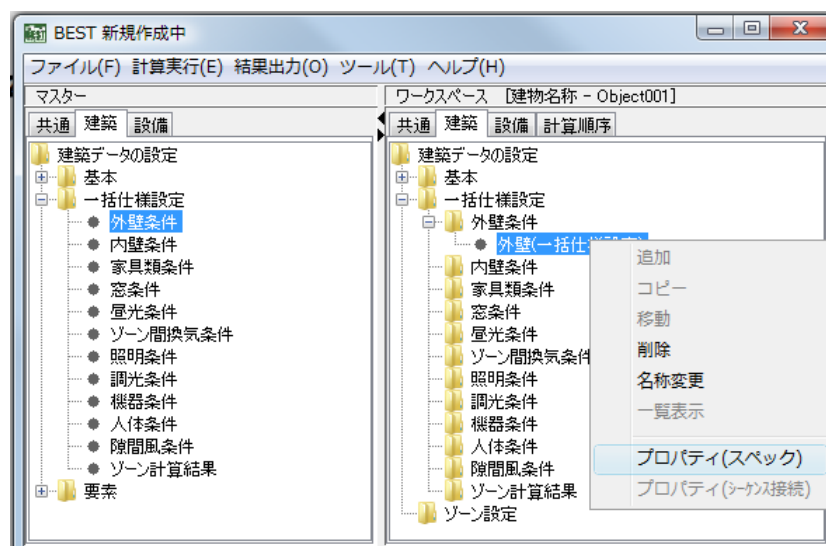 BEST 新規作成中
ファイル(F) 計算実行(E) 結果出力(O) ツール(T) ヘルプ(H)
マスター
共通 建築 設備
建築データの設定
基本
一括仕様設定
外壁条件
内壁条件
家具類条件
窓条件
昼光条件
ゾーン間換気条件
照明条件
調光条件
機器条件
人体条件
隙間風条件
ゾーン計算結果
要素
ワークスペース [建物名称 - Object001]
共通 建築 設備 計算順序
建築データの設定
基本
一括仕様設定
外壁条件
外壁(一括仕様設定)
内壁条件
家具類条件
窓条件
昼光条件
ゾーン間換気条件
照明条件
調光条件
機器条件
人体条件
隙間風条件
ゾーン計算結果
ゾーン設定
追加
コピー
移動
削除
名称変更
一覧表示
プロパティ(スペック)
プロパティ(シーケンス接続)